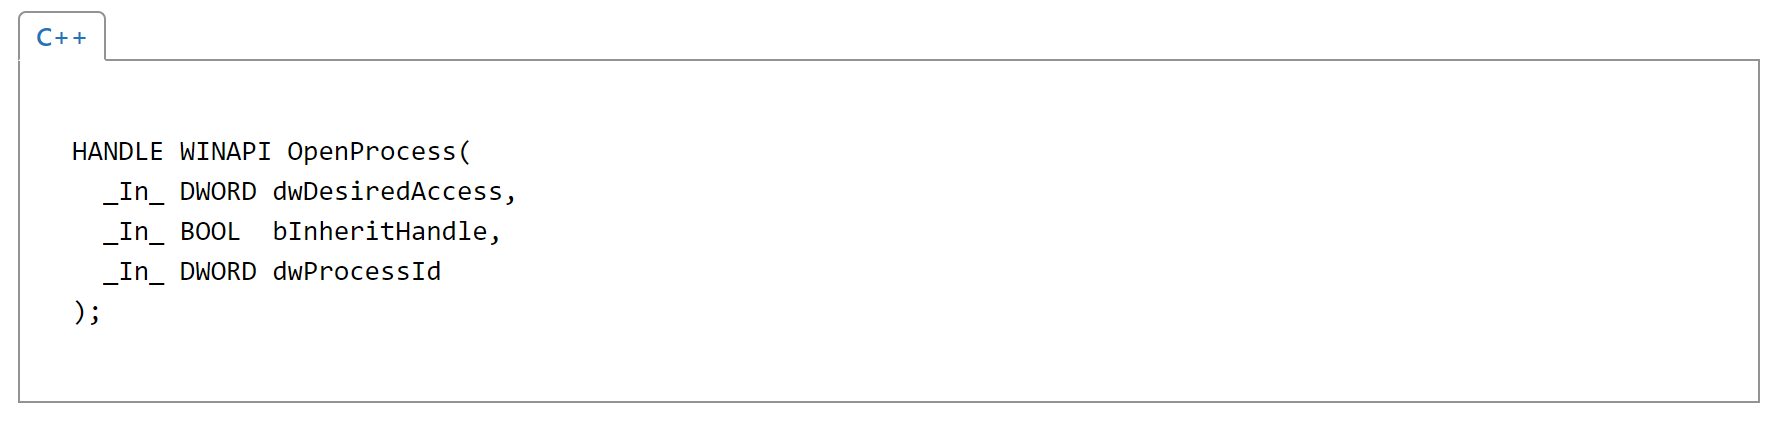 C++
HANDLE WINAPI OpenProcess(
  _In_ DWORD dwDesiredAccess,
  _In_ BOOL  bInheritHandle,
  _In_ DWORD dwProcessId
);